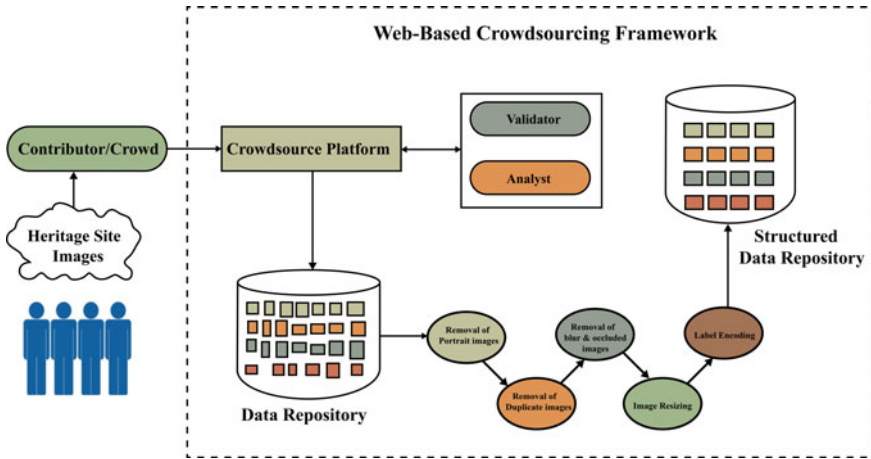 Web-Based Crowdsourcing Framework
Contributor/Crowd
Crowdsource Platform
Validator
Analyst
Heritage Site
Images
Structured
Data Repository
Data Repository
Removal of
Portrait images
Removal of
Duplicate images
Removal of
blur & occluded
images
Image Resizing
Label Encoding